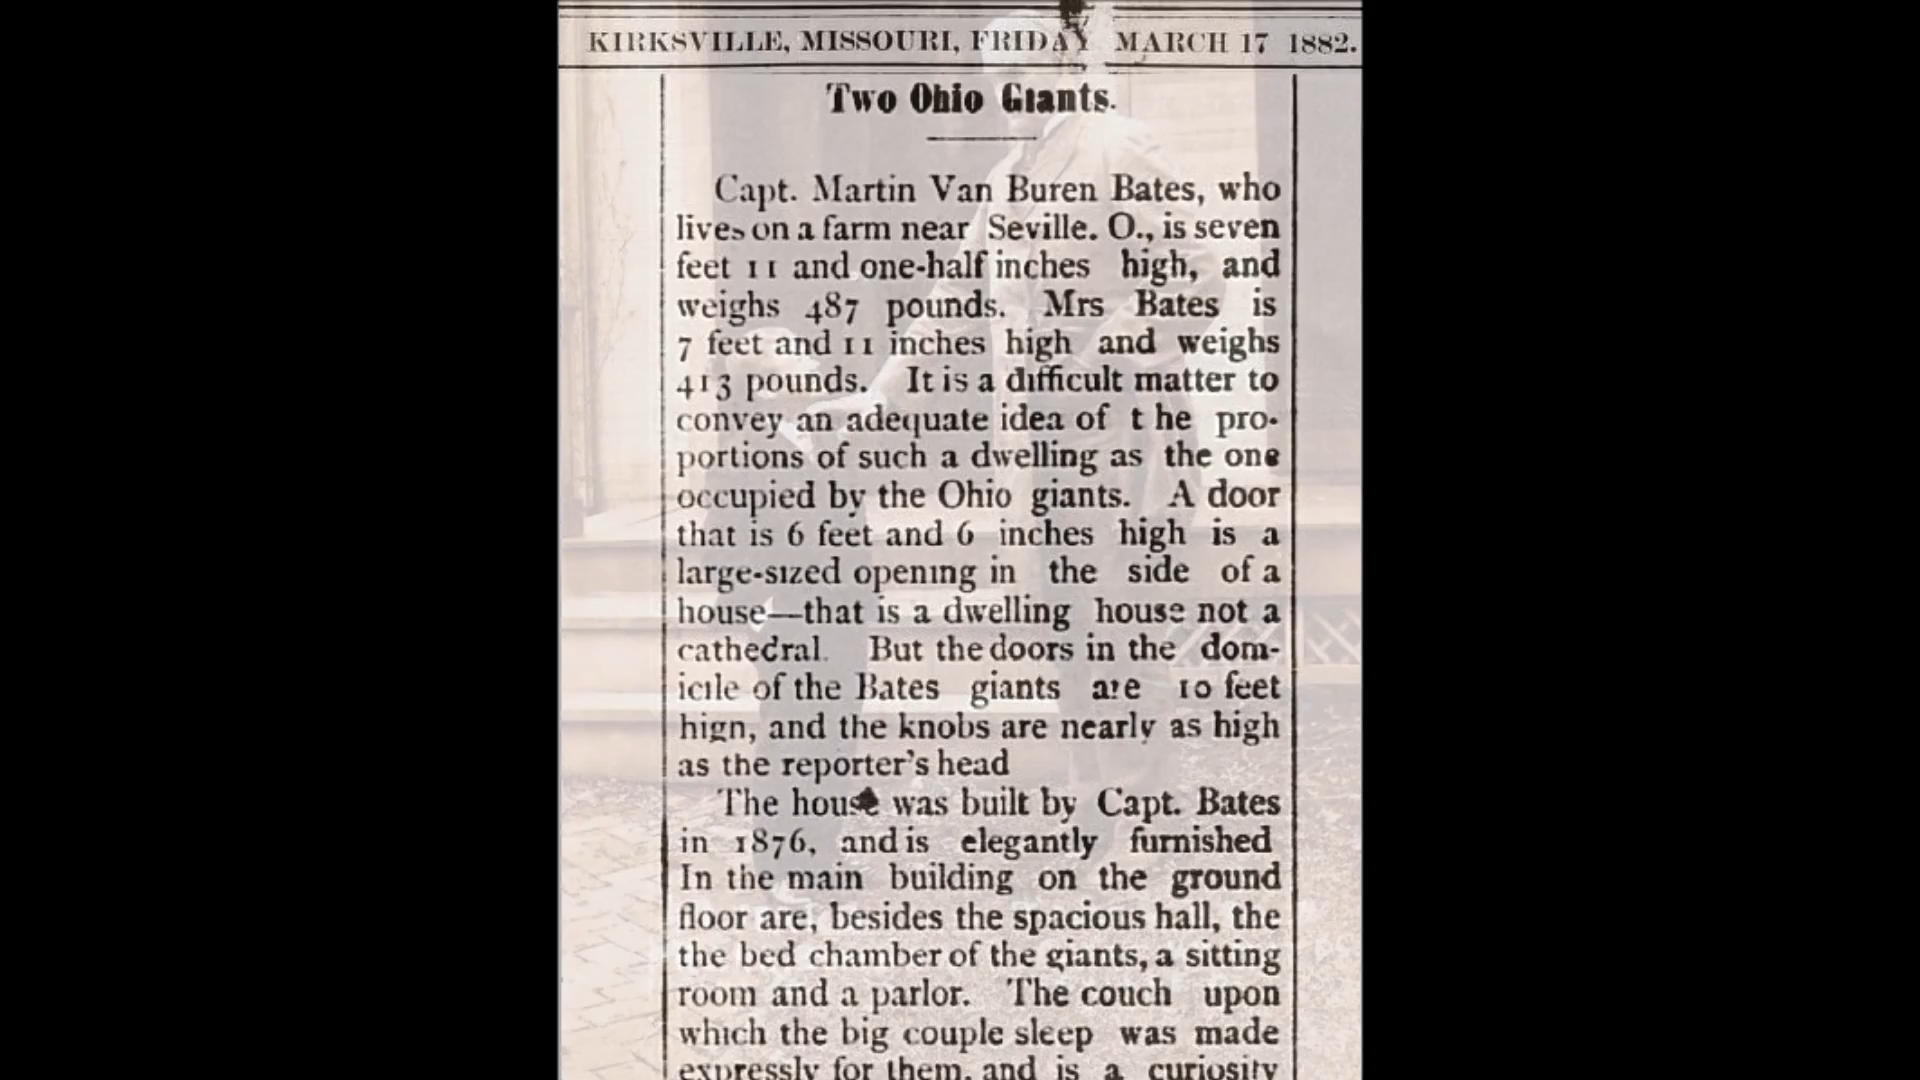 KIRKSVILLE, MISSOURI, FRIDAY MARCH 17 1882.
Two Ohio Giants.
Capt. Martin Van Buren Bates, who
lives on a farm near Seville. O., is seven
feet 11 and one-half inches high, and
weighs 487 pounds. Mrs Bates is
7 feet and 11 inches high and weighs
413 pounds. It is a difficult matter to
convey an adequate idea of t he pro-
portions of such a dwelling as the one
occupied by the Ohio giants. A door
that is 6 feet and 6 inches high is a
large-sized opening in the side of a
house—that is a dwelling house not a
cathedral. But the doors in the dom-
icile of the Bates giants are 10 feet
hign, and the knobs are nearly as high
as the reporter's head
The house was built by Capt. Bates
in 1876, and is elegantly furnished
In the main building on the ground
floor are, besides the spacious hall, the
the bed chamber of the giants, a sitting
room and a parlor. The couch upon
which the big couple sleep was made
expressly for them, and is a curiosity